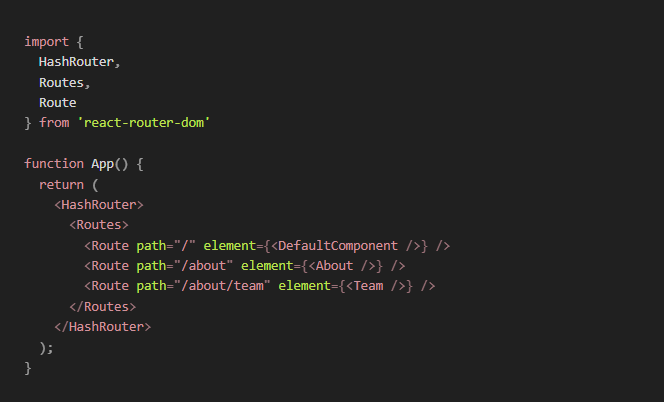 import {
  HashRouter,
  Routes,
  Route
} from 'react-router-dom'

function App() {
  return (
    <HashRouter>
      <Routes>
        <Route path="/" element={<DefaultComponent />} />
        <Route path="/about" element={<About />} />
        <Route path="/about/team" element={<Team />} />
      </Routes>
    </HashRouter>
  );
}